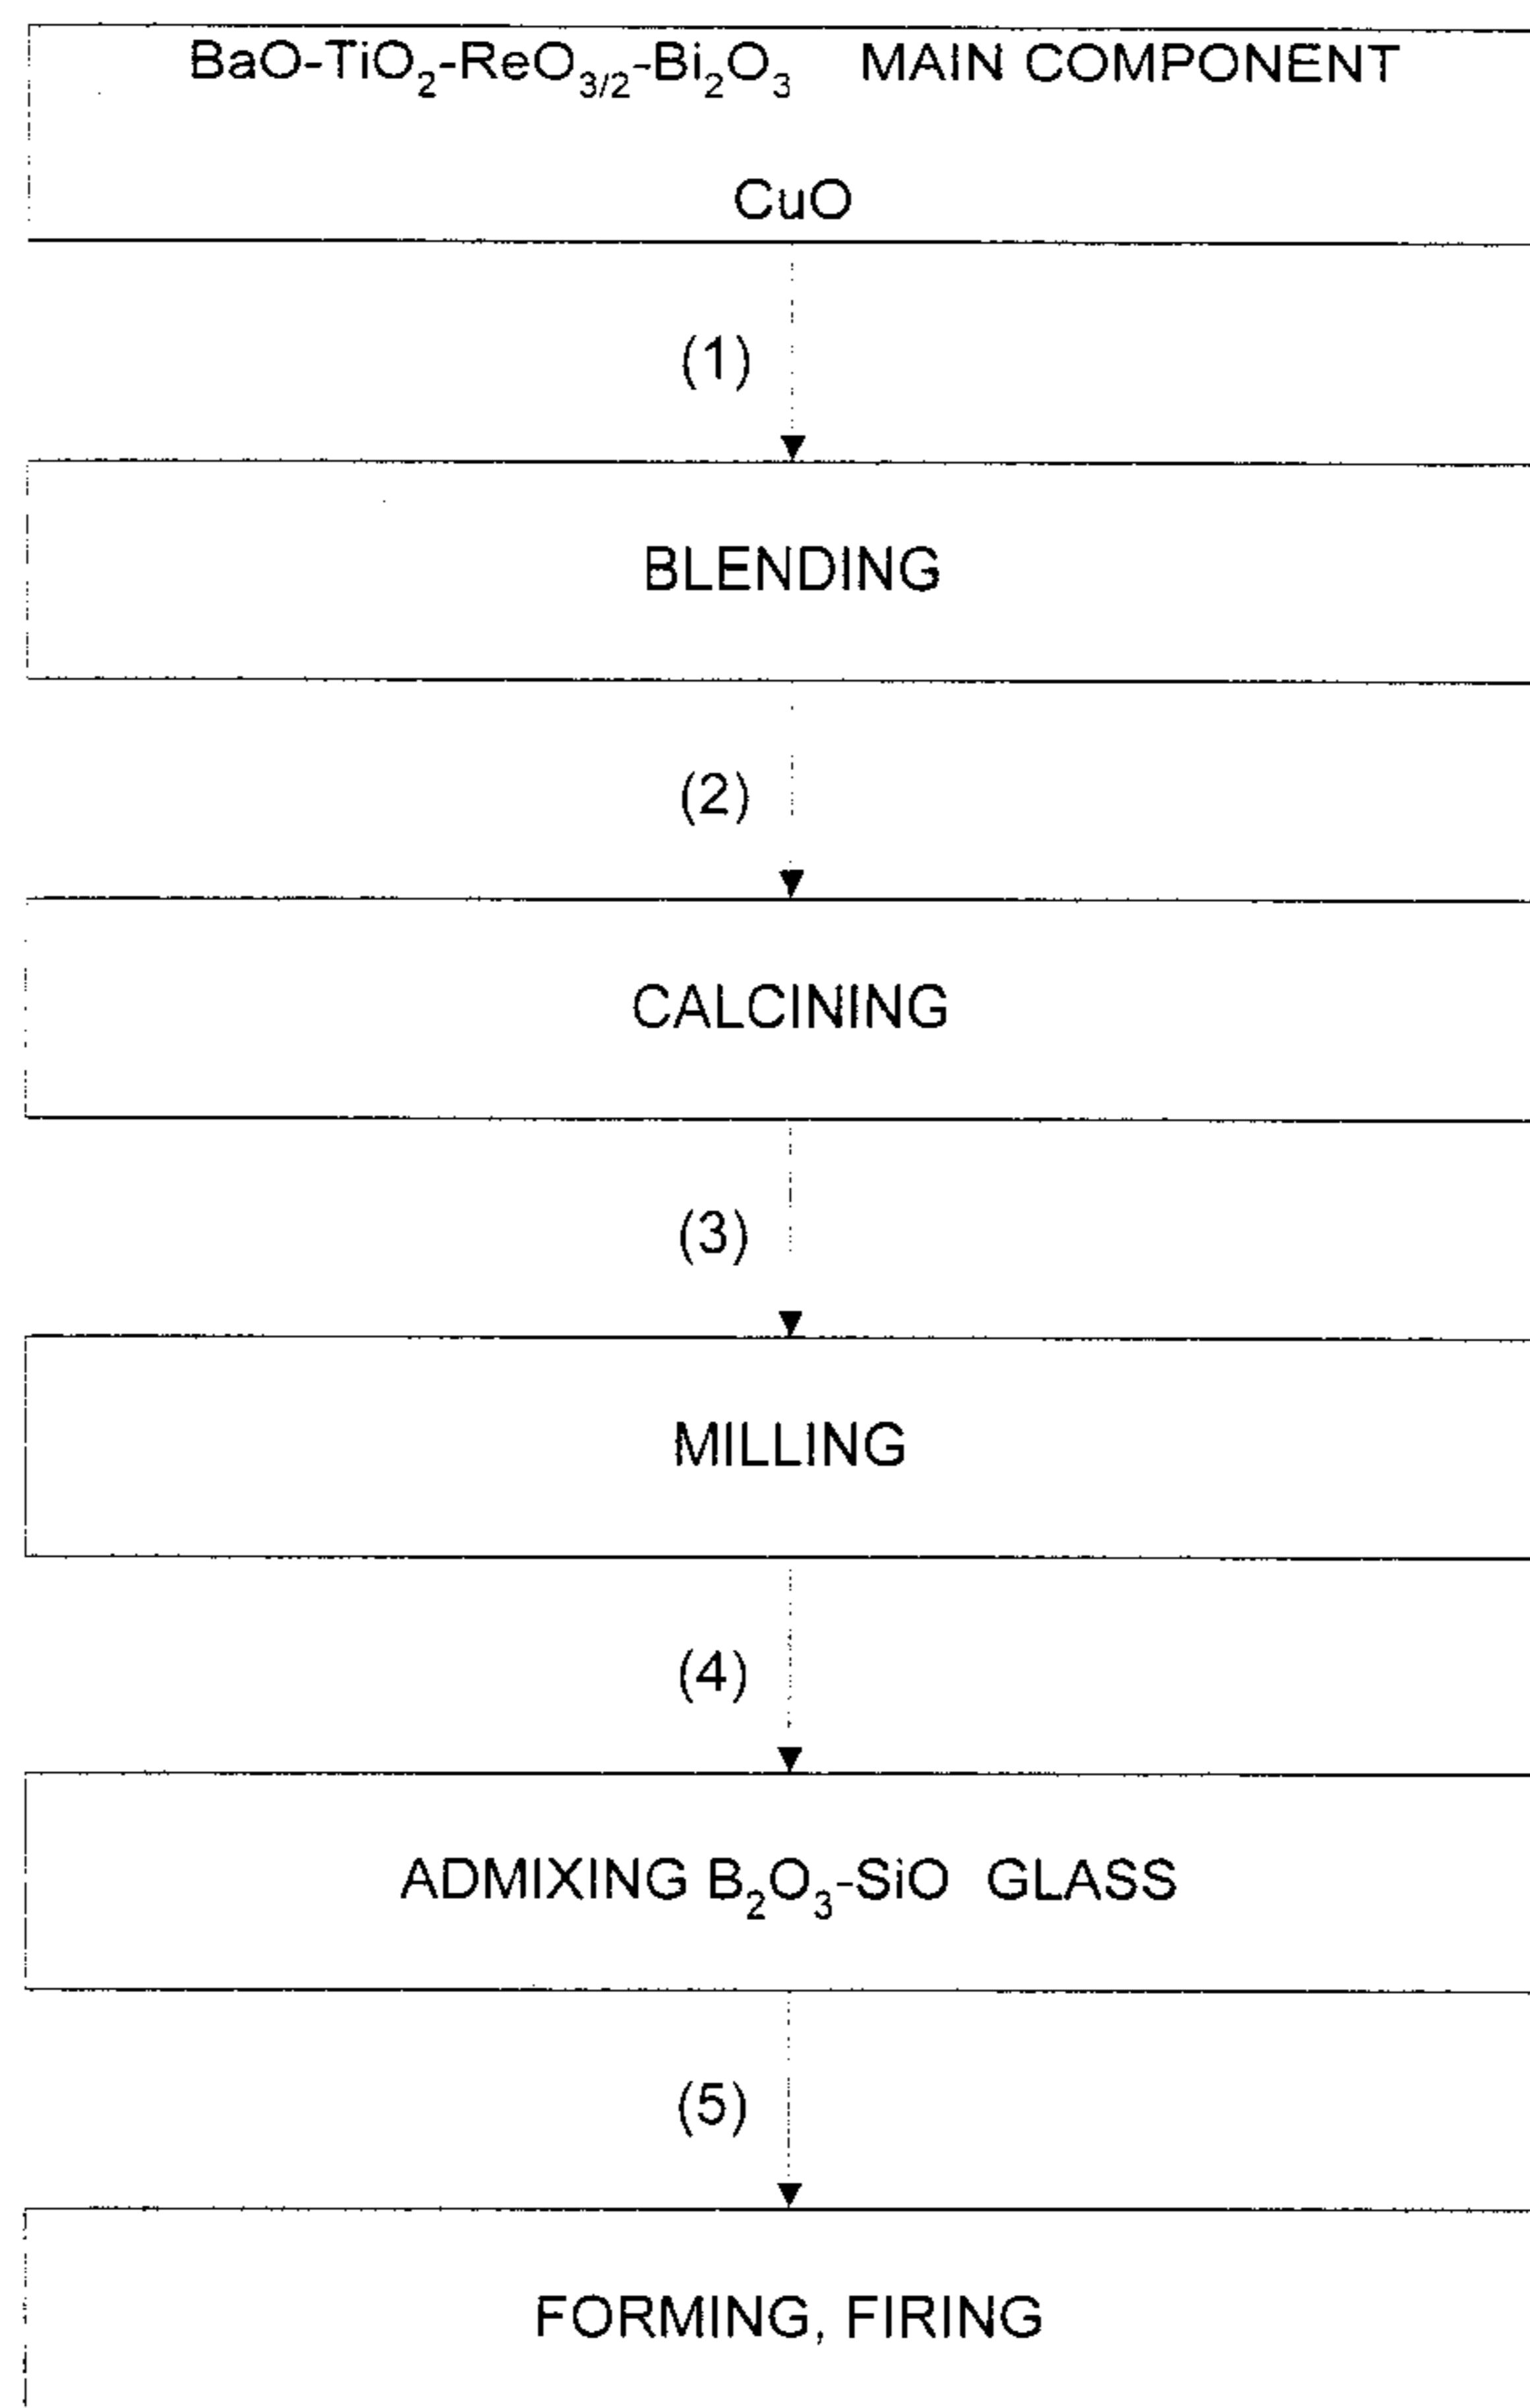 BaO-TiO₂-ReO₃/₂-Bi₂O₃ MAIN COMPONENT
CuO
(1)
BLENDING
(2)
CALCINING
(3)
MILLING
(4)
ADMIXING B₂O₃-SiO GLASS
(5)
FORMING, FIRING